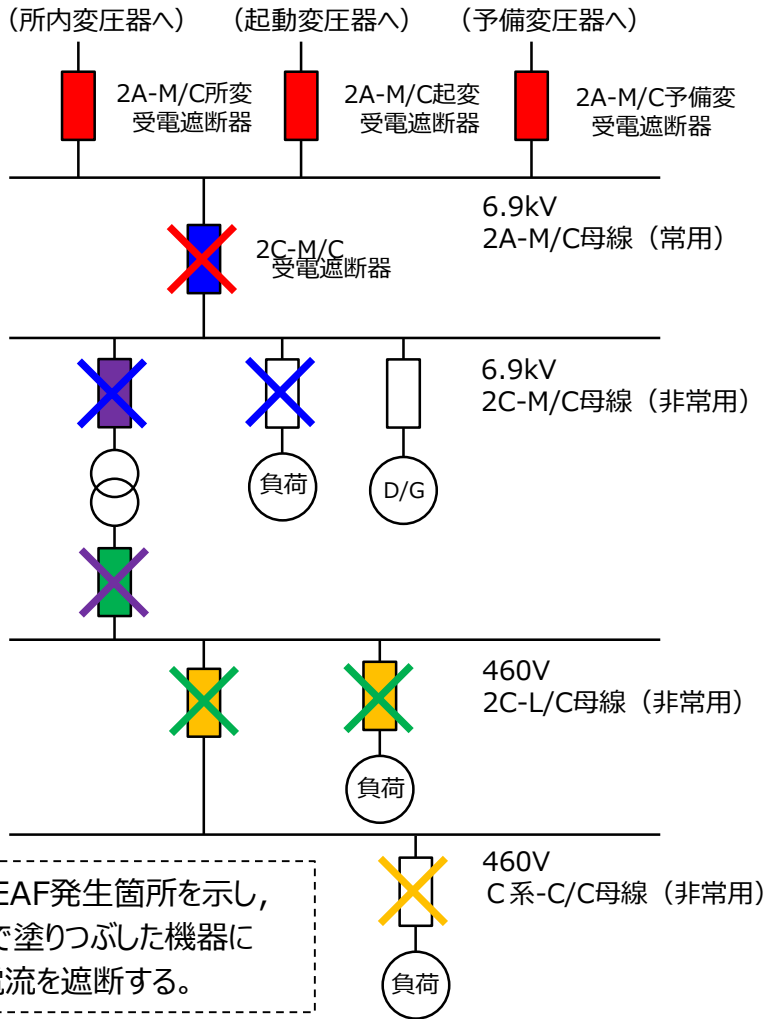 （所内変圧器へ）
（起動変圧器へ）
（予備変圧器へ）
2A-M/C所変
受電遮断器
2A-M/C起変
受電遮断器
2A-M/C予備変
受電遮断器
6.9kV
2A-M/C母線（常用）
2C-M/C
受電遮断器
6.9kV
2C-M/C母線（非常用）
負荷
D/G
460V
2C-L/C母線（非常用）
負荷
460V
C系-C/C母線（非常用）
EAF発生箇所を示し，
で塗りつぶした機器に
電流を遮断する。
負荷